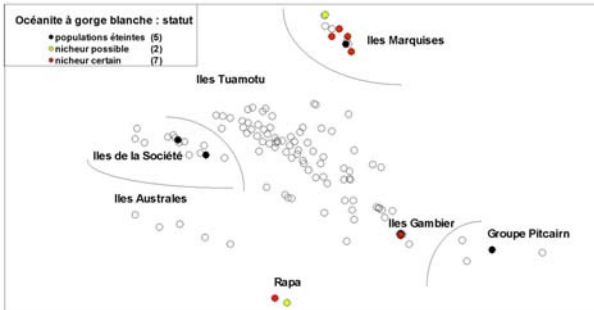 Océanite à gorge blanche : statut
populations éteintes (5)
nicheur possible (2)
nicheur certain (7)
Iles Marquises
Iles Tuamotu
Iles de la Société
Iles Australes
Iles Gambier
Groupe Pitcairn
Rapa